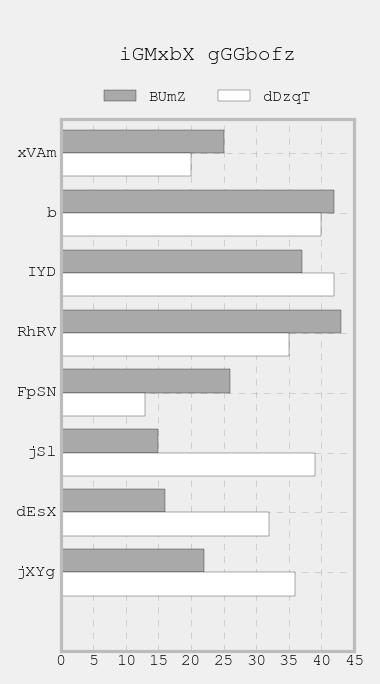 iGMxbX gGGbofz
BUmZ dDzqT
xVAm
b
IYD
RhRV
FpSN
jSl
dEsX
jXYg
0 5 10 15 20 25 30 35 40 45